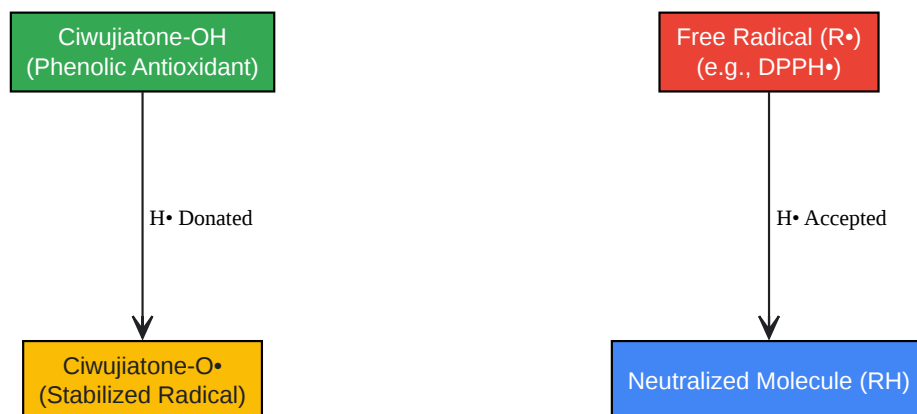 Ciwujiatone-OH
(Phenolic Antioxidant)
Free Radical (R•)
(e.g., DPPH•)
H• Donated
H• Accepted
Ciwujiatone-O•
(Stabilized Radical)
Neutralized Molecule (RH)